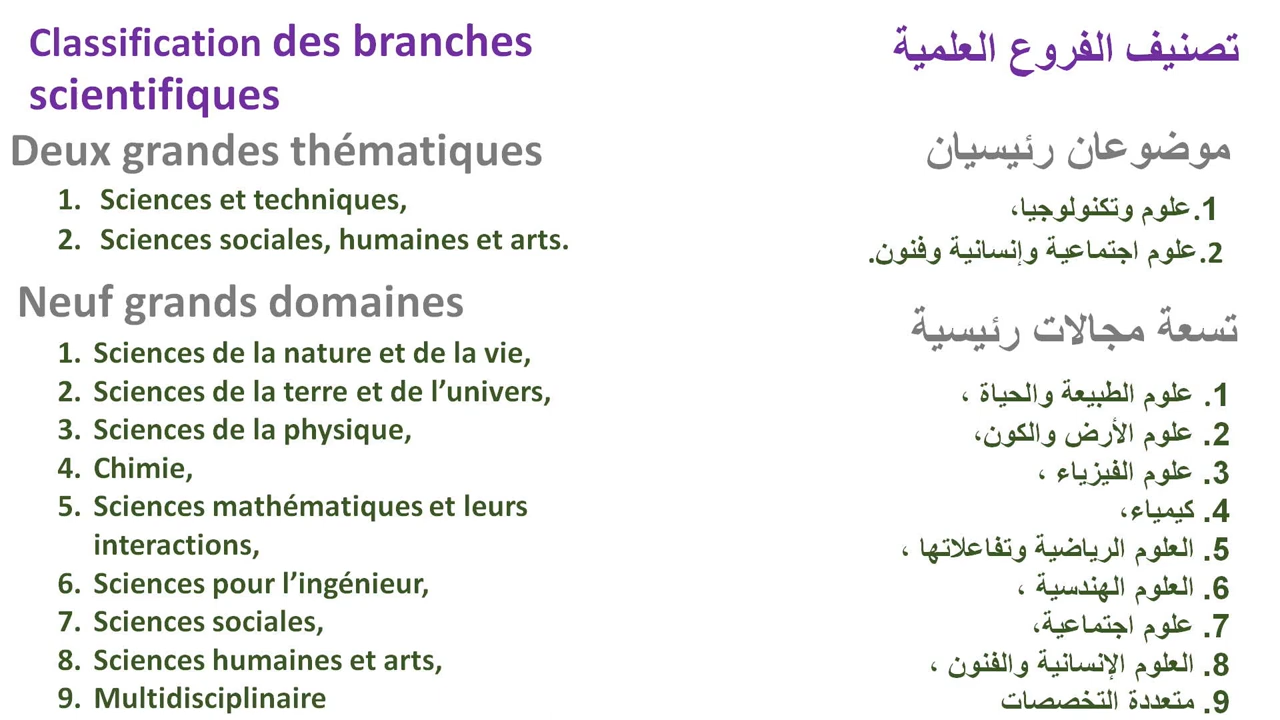 Classification des branches
scientifiques
Deux grandes thématiques
1. Sciences et techniques,
2. Sciences sociales, humaines et arts.
Neuf grands domaines
1. Sciences de la nature et de la vie,
2. Sciences de la terre et de l’univers,
3. Sciences de la physique,
4. Chimie,
5. Sciences mathématiques et leurs
interactions,
6. Sciences pour l’ingénieur,
7. Sciences sociales,
8. Sciences humaines et arts,
9. Multidisciplinaire
تصنيف الفروع العلمية
موضوعان رئيسيان
1.علوم وتكنولوجيا،
2.علوم اجتماعية وإنسانية وفنون.
تسعة مجالات رئيسية
1. علوم الطبيعة والحياة ،
2. علوم الأرض والكون،
3. علوم الفيزياء ،
4. كيمياء،
5. العلوم الرياضية وتفاعلاتها ،
6. العلوم الهندسية ،
7. علوم اجتماعية،
8. العلوم الإنسانية والفنون ،
9. متعددة التخصصات